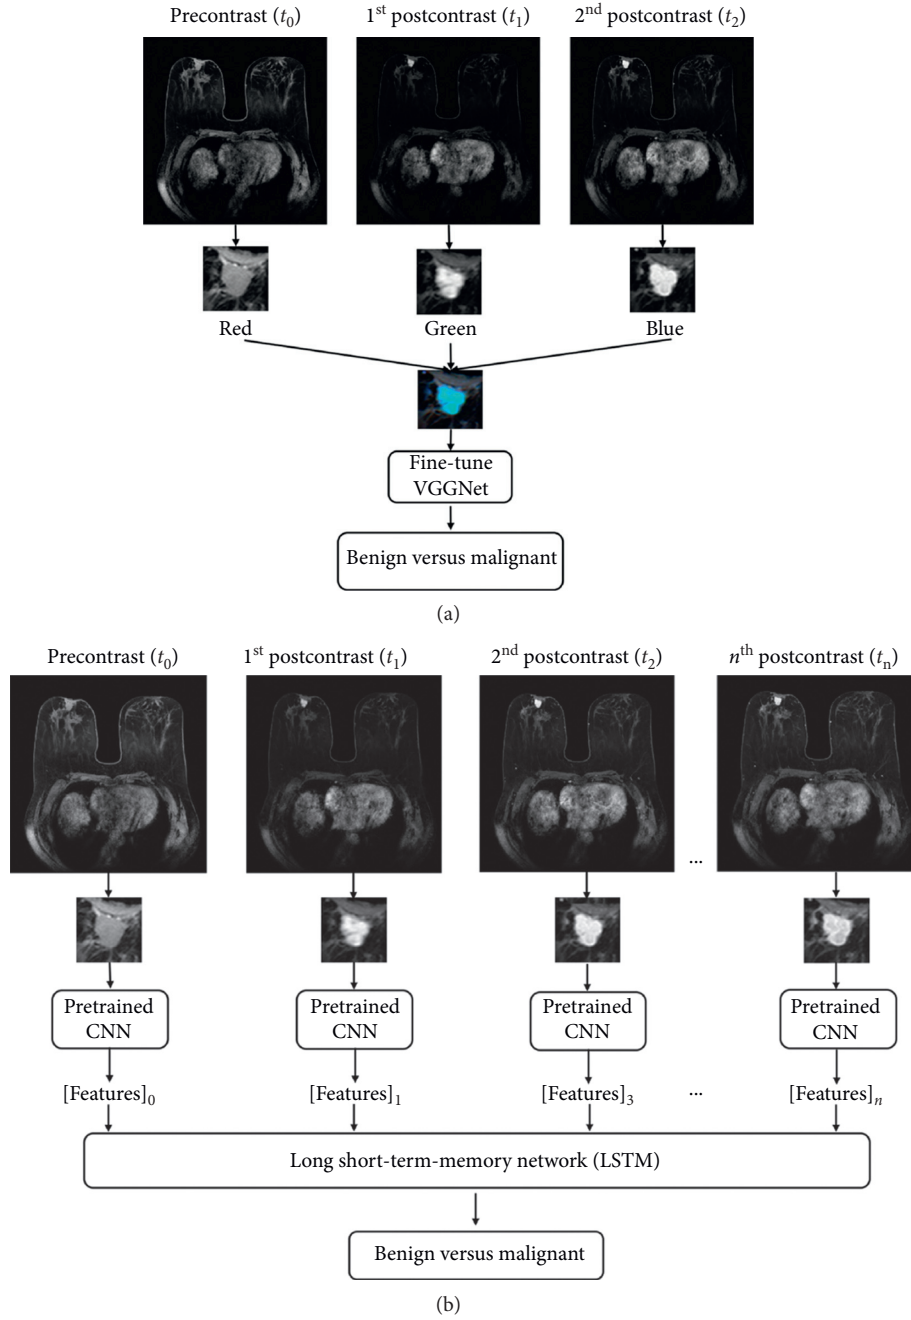 Precontrast (t0) 1st postcontrast (t1) 2nd postcontrast (t2)
Red Green Blue
Fine-tune
VGGNet
Benign versus malignant
(a)
Precontrast (t0) 1st postcontrast (t1) 2nd postcontrast (t2) nth postcontrast (tn)
...
Pretrained
CNN
Pretrained
CNN
Pretrained
CNN
Pretrained
CNN
[Features]0 [Features]1 [Features]3 ... [Features]n
Long short-term-memory network (LSTM)
Benign versus malignant
(b)